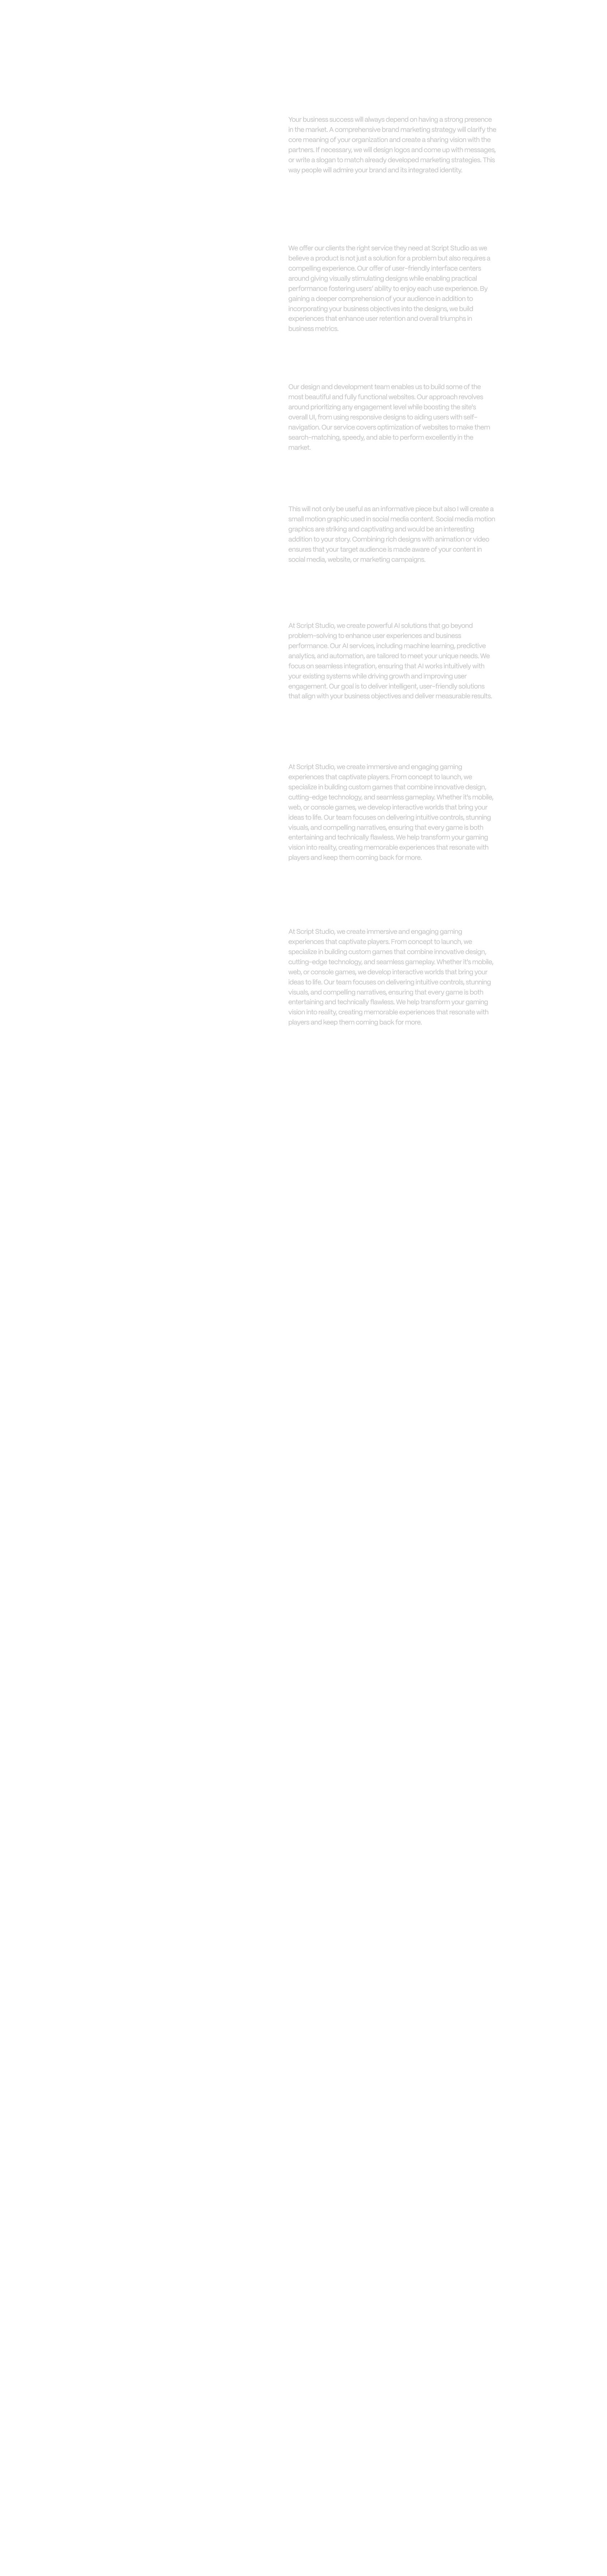 Your business success will always depend on having a strong presence
in the market. A comprehensive brand marketing strategy will clarify the
core meaning of your organization and create a sharing vision with the
partners. If necessary, we will design logos and come up with messages,
or write a slogan to match already developed marketing strategies. This
way people will admire your brand and its integrated identity.
We offer our clients the right service they need at Script Studio as we
believe a product is not just a solution for a problem but also requires a
compelling experience. Our offer of user-friendly interface centers
around giving visually stimulating designs while enabling practical
performance fostering users' ability to enjoy each use experience. By
gaining a deeper comprehension of your audience in addition to
incorporating your business objectives into the designs, we build
experiences that enhance user retention and overall triumphs in
business metrics.
Our design and development team enables us to build some of the
most beautiful and fully functional websites. Our approach revolves
around prioritizing any engagement level while boosting the site's
overall UI, from using responsive designs to aiding users with self-
navigation. Our service covers optimization of websites to make them
search-matching, speedy, and able to perform excellently in the
market.
This will not only be useful as an informative piece but also I will create a
small motion graphic used in social media content. Social media motion
graphics are striking and captivating and would be an interesting
addition to your story. Combining rich designs with animation or video
ensures that your target audience is made aware of your content in
social media, website, or marketing campaigns.
At Script Studio, we create powerful AI solutions that go beyond
problem-solving to enhance user experiences and business
performance. Our AI services, including machine learning, predictive
analytics, and automation, are tailored to meet your unique needs. We
focus on seamless integration, ensuring that AI works intuitively with
your existing systems while driving growth and improving user
engagement. Our goal is to deliver intelligent, user-friendly solutions
that align with your business objectives and deliver measurable results.
At Script Studio, we create immersive and engaging gaming
experiences that captivate players. From concept to launch, we
specialize in building custom games that combine innovative design,
cutting-edge technology, and seamless gameplay. Whether it's mobile,
web, or console games, we develop interactive worlds that bring your
ideas to life. Our team focuses on delivering intuitive controls, stunning
visuals, and compelling narratives, ensuring that every game is both
entertaining and technically flawless. We help transform your gaming
vision into reality, creating memorable experiences that resonate with
players and keep them coming back for more.
At Script Studio, we create immersive and engaging gaming
experiences that captivate players. From concept to launch, we
specialize in building custom games that combine innovative design,
cutting-edge technology, and seamless gameplay. Whether it's mobile,
web, or console games, we develop interactive worlds that bring your
ideas to life. Our team focuses on delivering intuitive controls, stunning
visuals, and compelling narratives, ensuring that every game is both
entertaining and technically flawless. We help transform your gaming
vision into reality, creating memorable experiences that resonate with
players and keep them coming back for more.